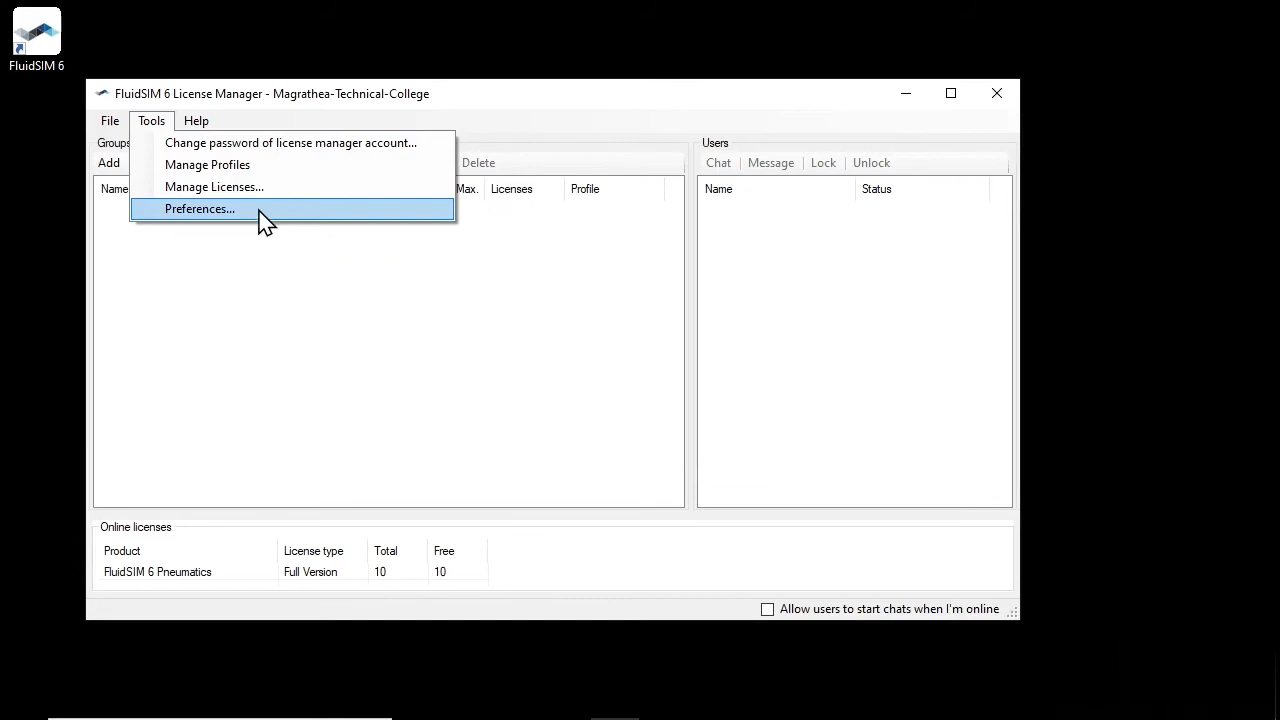 FluidSIM 6
FluidSIM 6 License Manager - Magrathea-Technical-College
File Tools Help
Change password of license manager account...
Manage Profiles
Manage Licenses...
Preferences...
Groups
Add Delete
Name Max. Licenses Profile
Users
Chat Message Lock Unlock
Name Status
Online licenses
Product License type Total Free
FluidSIM 6 Pneumatics Full Version 10 10
Allow users to start chats when I'm online